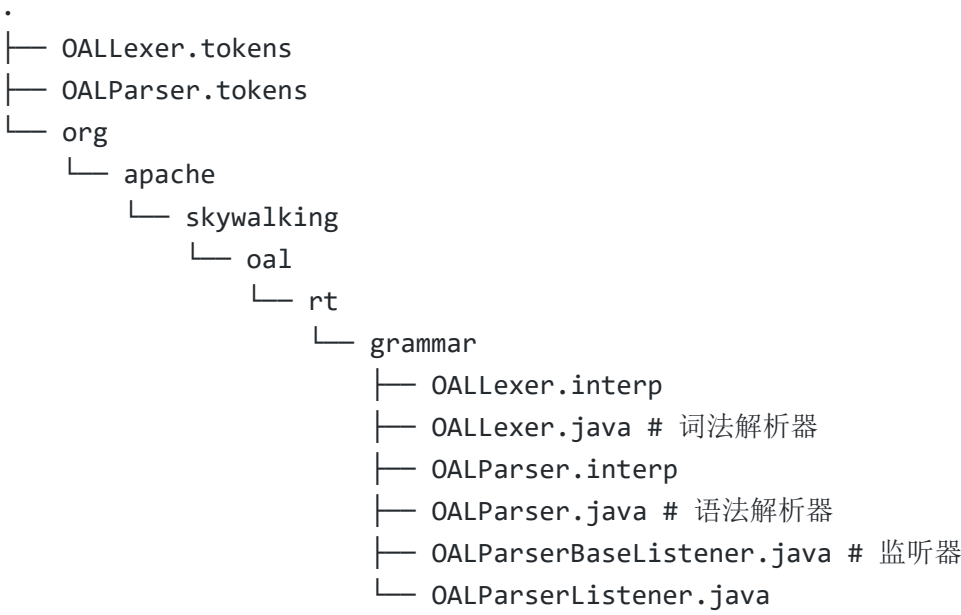 .
├── OALLexer.tokens
├── OALParser.tokens
└── org
    └── apache
        └── skywalking
            └── oal
                └── rt
                    └── grammar
                        ├── OALLexer.interp
                        ├── OALLexer.java # 词法解析器
                        ├── OALParser.interp
                        ├── OALParser.java # 语法解析器
                        ├── OALParserBaseListener.java # 监听器
                        └── OALParserListener.java